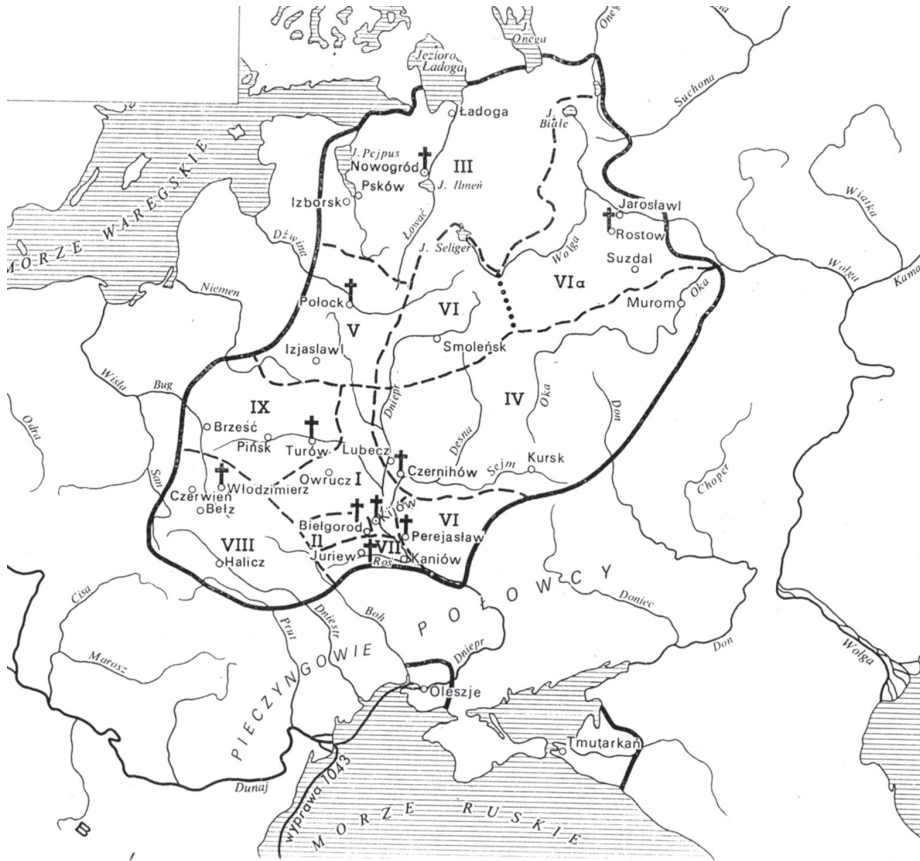 Onega
Jezioro
Ładoga
Suchona
Ładoga
J.
Białe
J. Pejpus
Nowogród
III
Psków
J. Ilmeń
Izborsk
Łować
Wiatka
Jarosławl
Rostow
MORZE WAREGSKIE
Dźwina
J. Seliger
Wołga
Suzdal
Wołga
Kama
Niemen
Połock
VI
VIa
Murom
Oka
V
Smoleńsk
Izjasławl
Wisła
Bug
IX
Dniepr
IV
Oka
Don
Odra
Brześć
Pińsk
Turów
Lubecz
Desna
Czernihów
Sejm
Kursk
Choper
San
Owrucz
I
Czerwień
Włodzimierz
Bełz
Biełgorod
Kijów
VI
Perejasław
II
VII
Juriew
Kaniów
Roś
VIII
Halicz
Cisa
Prut
Dniestr
Boh
POŁOWCY
Doniec
Don
Wołga
Marosz
PIECZYNGOWIE
Dniepr
Oleszje
Tmutarkań
Dunaj
wyprawa 1043
MORZE RUSKIE
B